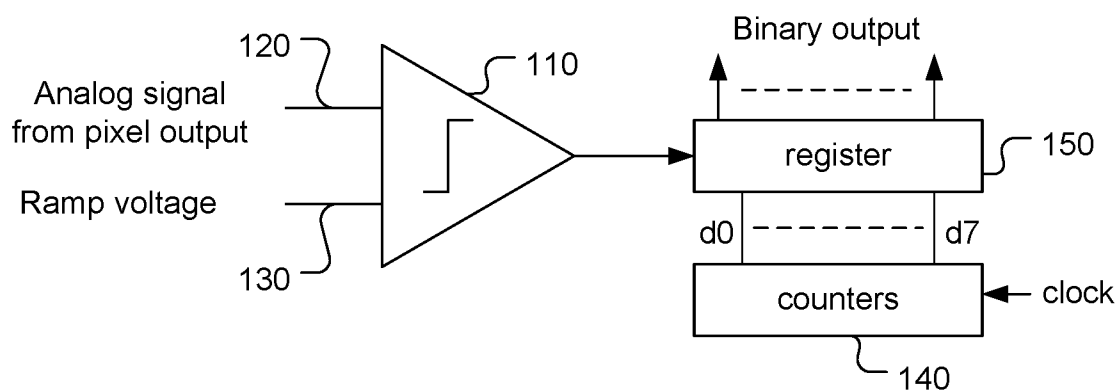 Binary output
120
110
Analog signal
from pixel output
register
150
Ramp voltage
d0
d7
130
counters
clock
140